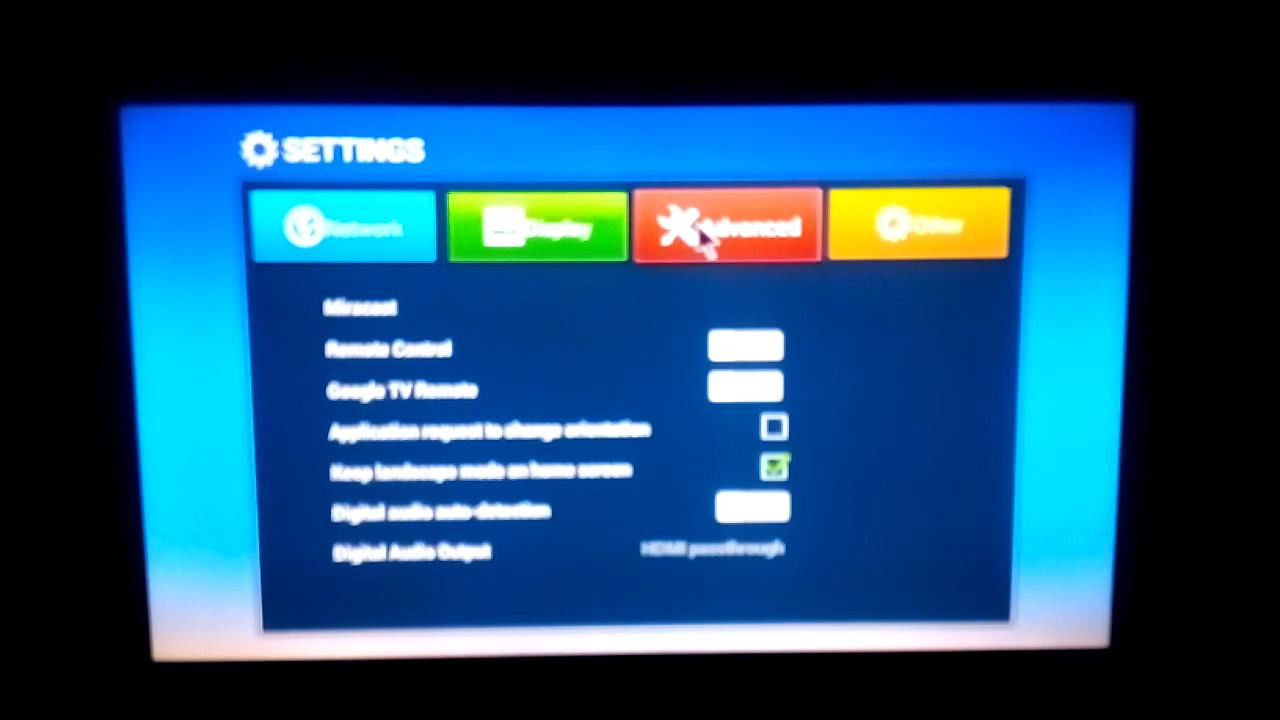 SETTINGS
Network Display Advanced Other
Miracast
Remote Control
Google TV Remote
Application request to change orientation
Keep landscape mode on home screen
Digital audio auto-detection
Digital Audio Output HDMI passthrough